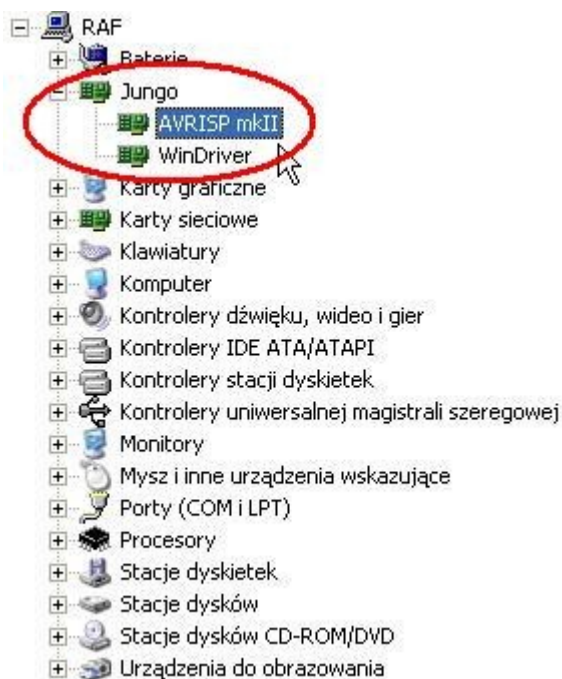 RAF
Baterie
Jungo
AVRISP mkII
WinDriver
Karty graficzne
Karty sieciowe
Klawiatury
Komputer
Kontrolery dźwięku, wideo i gier
Kontrolery IDE ATA/ATAPI
Kontrolery stacji dyskietek
Kontrolery uniwersalnej magistrali szeregowej
Monitory
Mysz i inne urządzenia wskazujące
Porty (COM i LPT)
Procesory
Stacje dyskietek
Stacje dysków
Stacje dysków CD-ROM/DVD
Urządzenia do obrazowania